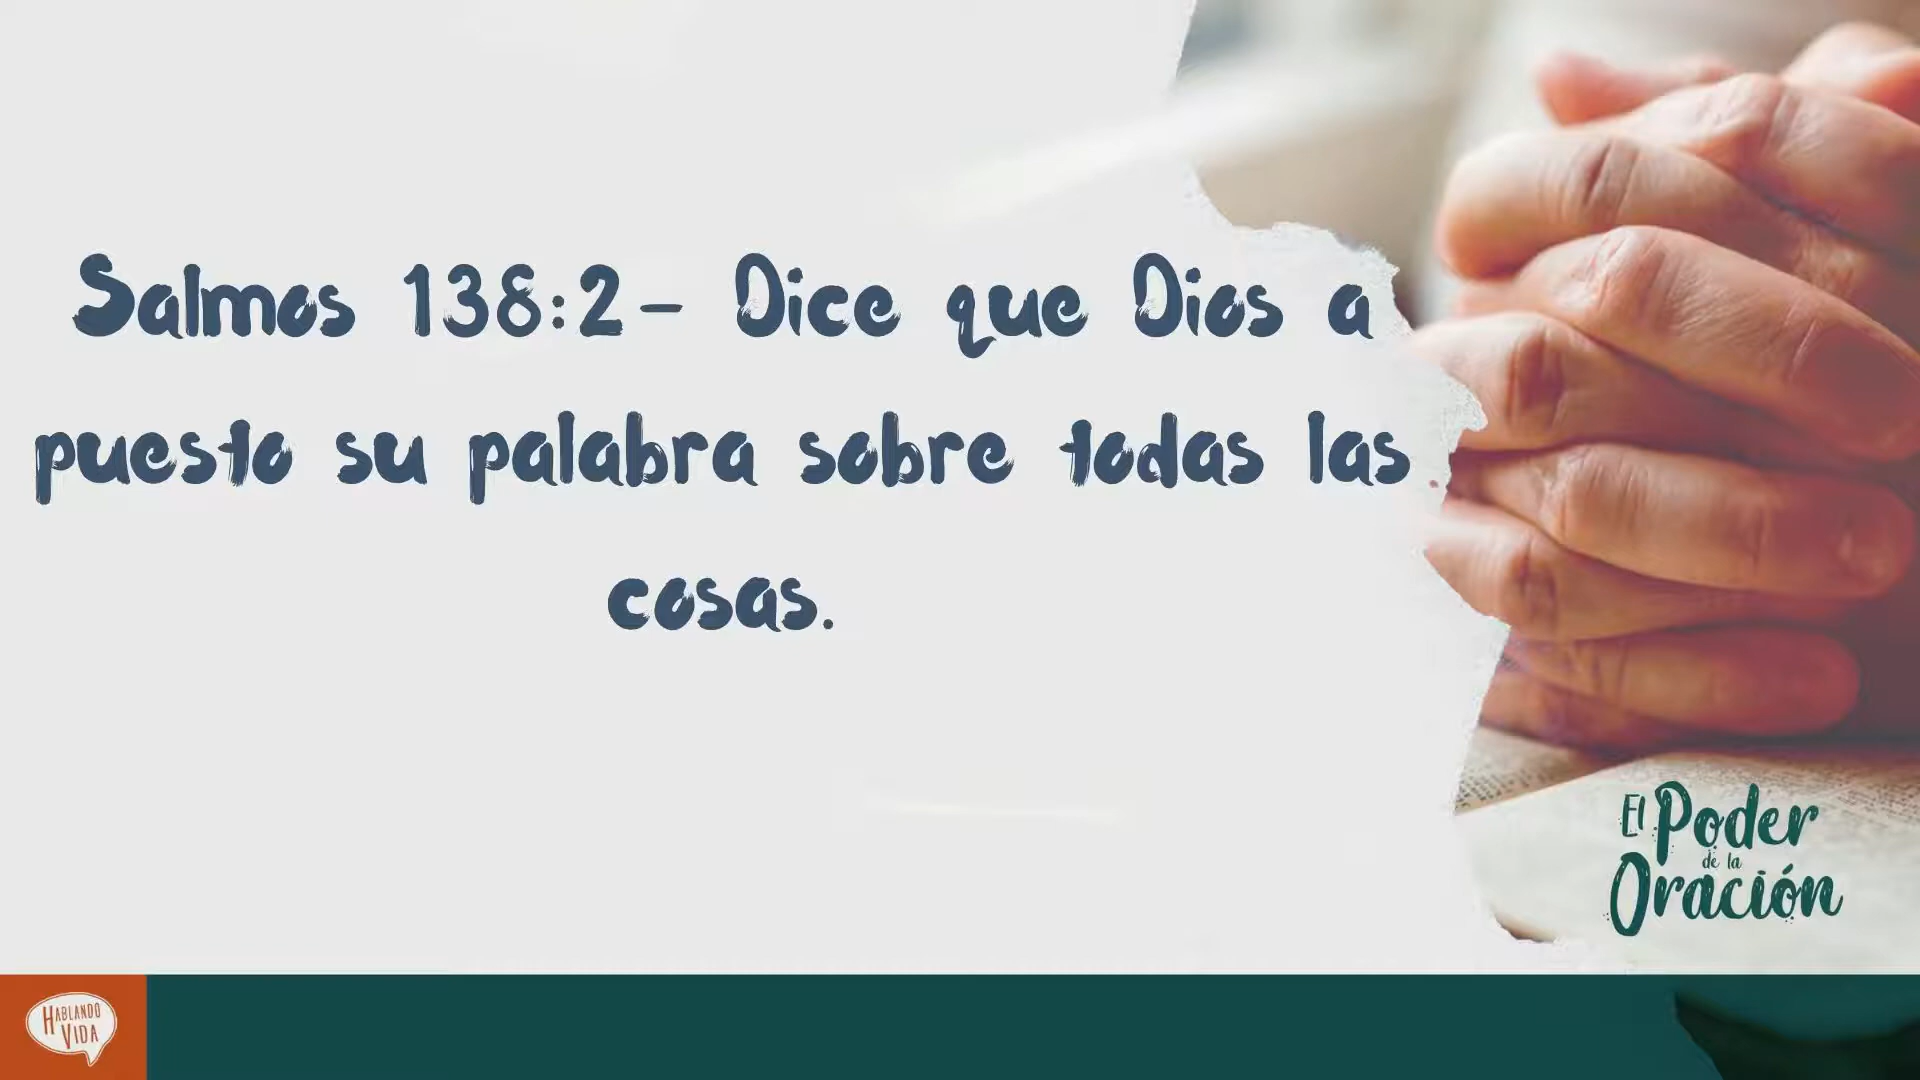 Salmos 138:2- Dice que Dios a
puesto su palabra sobre todas las
cosas.
El Poder
de la
Oración
HABLANDO
VIDA